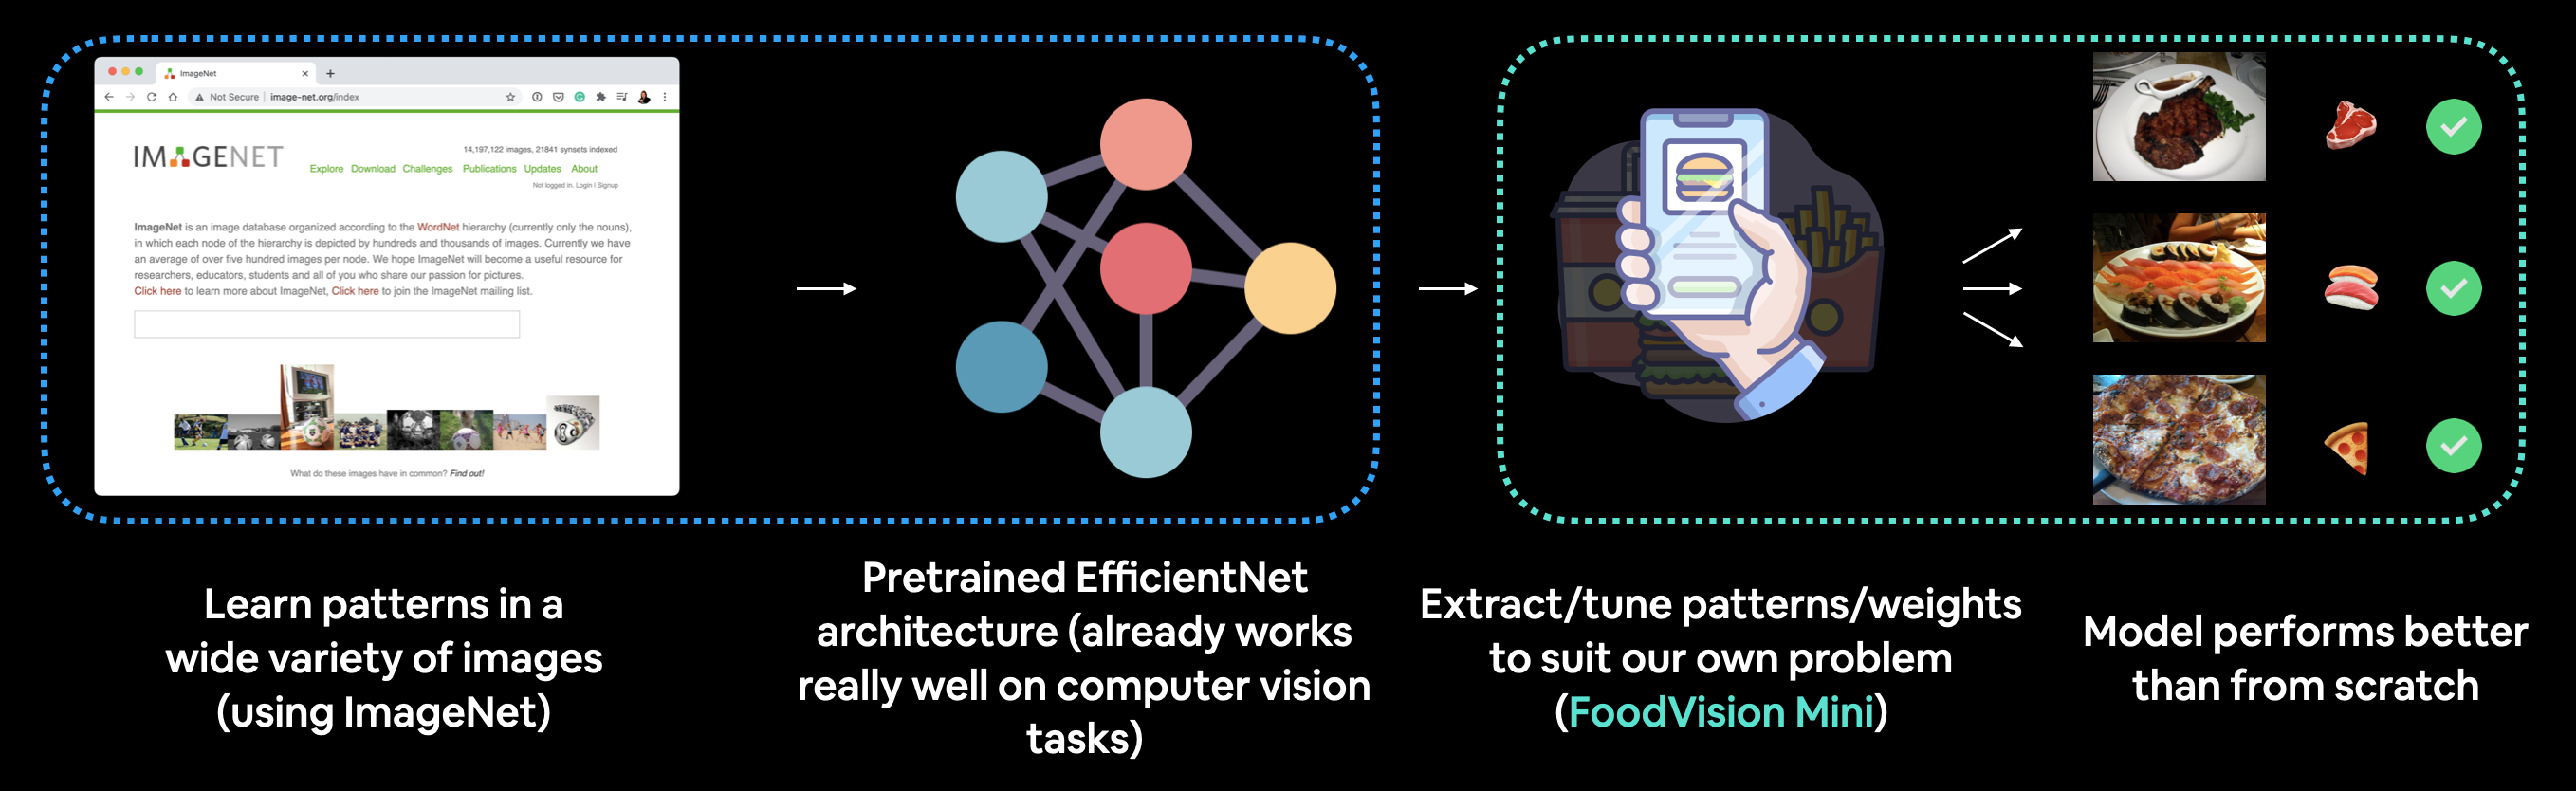 ImageNet
Not Secure | image-net.org/index
IMAGENET
14,197,122 images, 21841 synsets indexed
Explore Download Challenges Publications Updates About
Not logged in. Login | Signup
ImageNet is an image database organized according to the WordNet hierarchy (currently only the nouns),
in which each node of the hierarchy is depicted by hundreds and thousands of images. Currently we have
an average of over five hundred images per node. We hope ImageNet will become a useful resource for
researchers, educators, students and all of you who share our passion for pictures.
Click here to learn more about ImageNet, Click here to join the ImageNet mailing list.
What do these images have in common? Find out!
Learn patterns in a
wide variety of images
(using ImageNet)
Pretrained EfficientNet
architecture (already works
really well on computer vision
tasks)
Extract/tune patterns/weights
to suit our own problem
(FoodVision Mini)
Model performs better
than from scratch